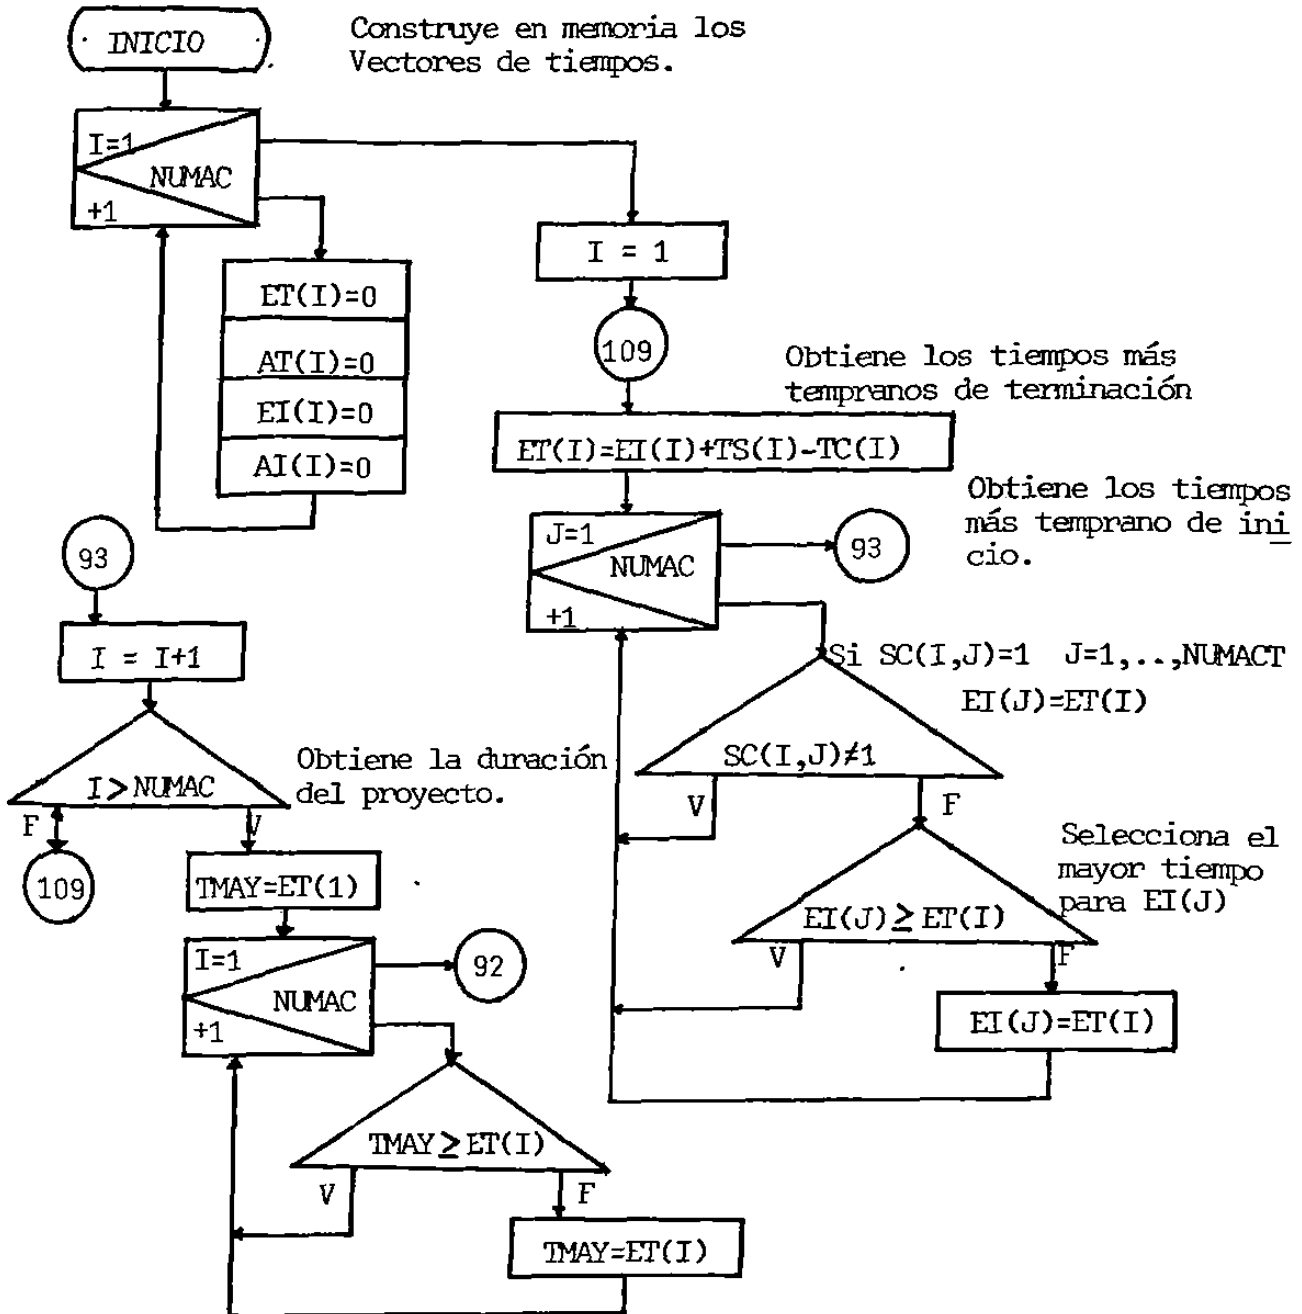 INICIO
Construye en memoria los
Vectores de tiempos.
I=1
NUMAC
+1
ET(I)=0
AT(I)=0
EI(I)=0
AI(I)=0
I = 1
109
Obtiene los tiempos más
tempranos de terminación
ET(I)=EI(I)+TS(I)-TC(I)
Obtiene los tiempos
más temprano de ini
cio.
J=1
NUMAC
+1
93
Si SC(I,J)=1 J=1,..,NUMACT
EI(J)=ET(I)
SC(I,J)≠1
V
F
Selecciona el
mayor tiempo
para EI(J)
EI(J)≥ET(I)
V
F
EI(J)=ET(I)
93
I = I+1
I>NUMAC
F
V
109
Obtiene la duración
del proyecto.
TMAY=ET(1)
I=1
NUMAC
+1
92
TMAY≥ET(I)
V
F
TMAY=ET(I)